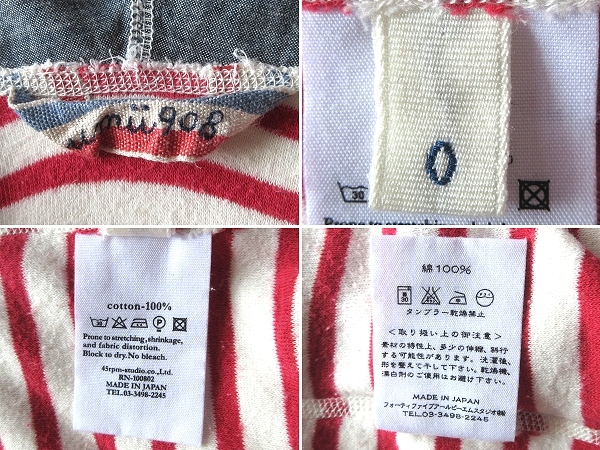 umii908
0
30
Prone to stretching, shrinkage,
cotton-100%
Prone to stretching, shrinkage,
and fabric distortion.
Block to dry. No bleach.
45rpm-studio co.,Ltd.
RN-100802
MADE IN JAPAN
TEL.03-3498-2245
綿100%
タンブラー乾燥禁止
＜取り扱い上の御注意＞
素材の特性上、多少の伸縮、斜行
する可能性があります。洗濯後、
形を整えて干して下さい。乾燥機、
漂白剤のご使用はお避け下さい。
MADE IN JAPAN
フォーティファイブアールピーエムスタジオ㈱
TEL.03-3498-2245